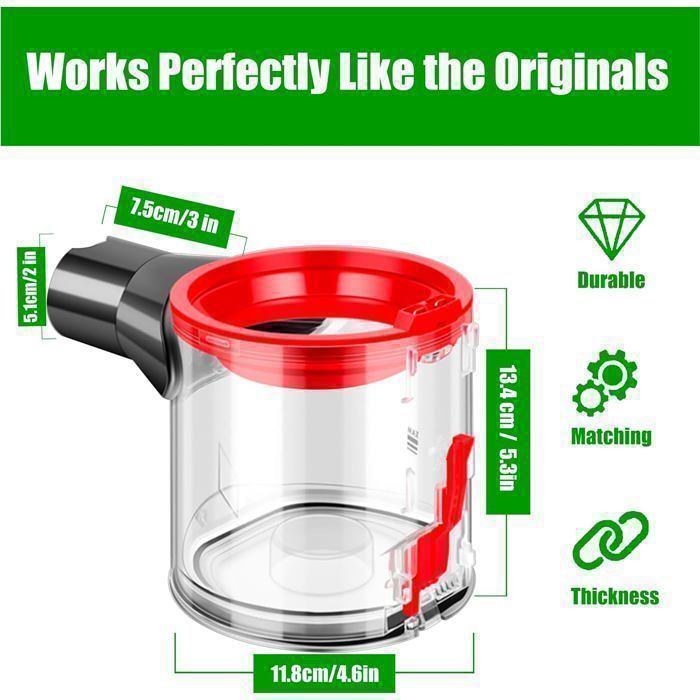 Works Perfectly Like the Originals
7.5cm/3 in
5.1cm/2 in
Durable
13.4 cm / 5.3in
MAX
Matching
Thickness
11.8cm/4.6in